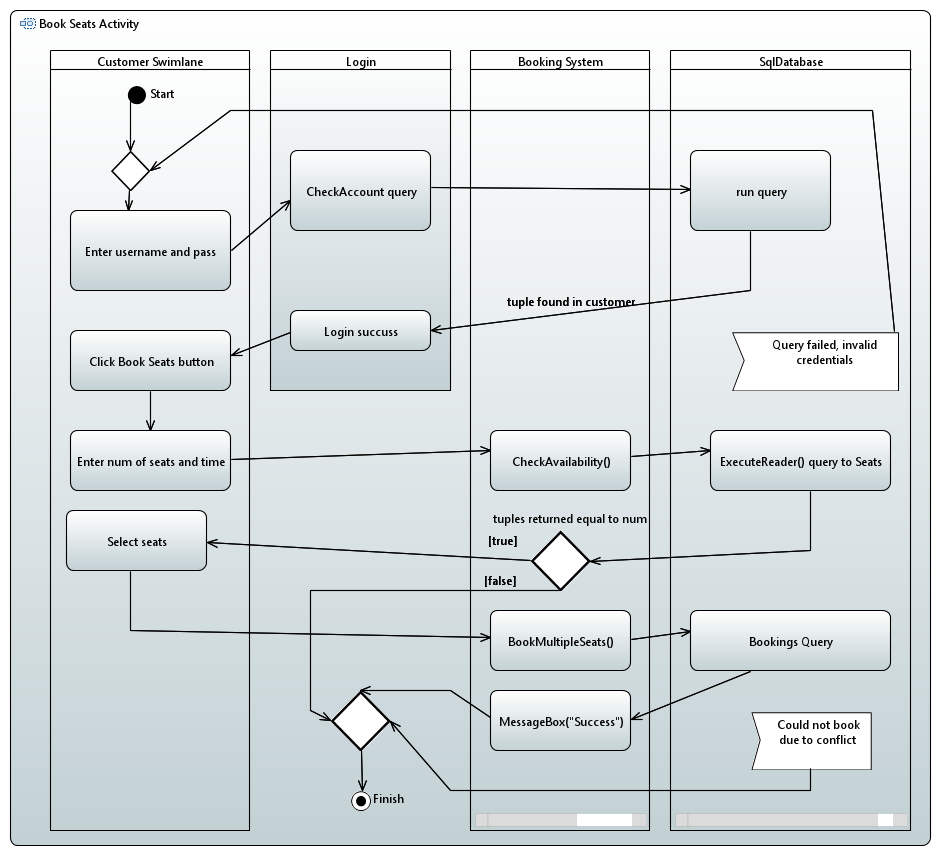 Book Seats Activity
Customer Swimlane
Login
Booking System
SqlDatabase
Start
CheckAccount query
run query
Enter username and pass
tuple found in customer
Login succuss
Query failed, invalid
credentials
Click Book Seats button
Enter num of seats and time
CheckAvailability()
ExecuteReader() query to Seats
tuples returned equal to num
[true]
Select seats
[false]
BookMultipleSeats()
Bookings Query
MessageBox("Success")
Could not book
due to conflict
Finish